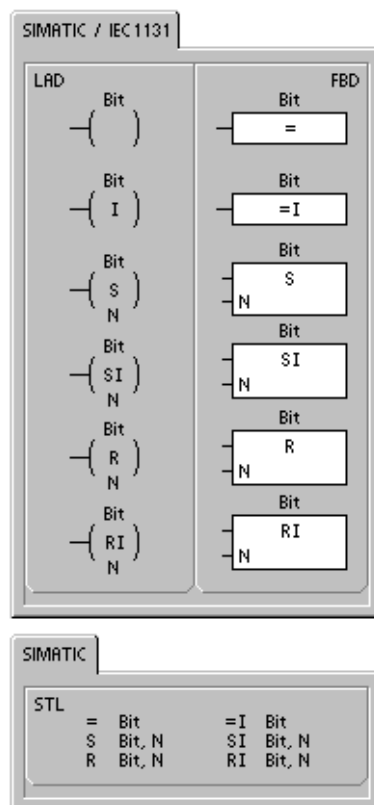 SIMATIC / IEC1131
LAD
FBD
Bit
Bit
=
Bit
I
Bit
=I
Bit
S
N
Bit
S
N
Bit
SI
N
Bit
SI
N
Bit
R
N
Bit
R
N
Bit
RI
N
Bit
RI
N
SIMATIC
STL
= Bit =I Bit
S Bit, N SI Bit, N
R Bit, N RI Bit, N